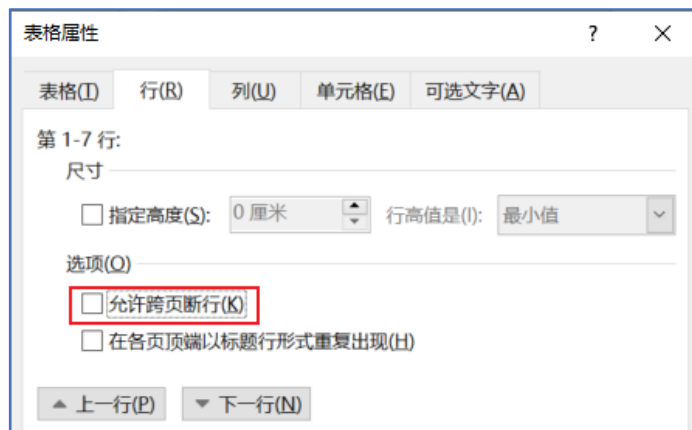 表格属性 ?
表格(T) 行(R) 列(U) 单元格(E) 可选文字(A)
第 1-7 行:
尺寸
指定高度(S): 0 厘米 行高值是(I): 最小值
选项(O)
允许跨页断行(K)
在各页顶端以标题行形式重复出现(H)
上一行(P) 下一行(N)